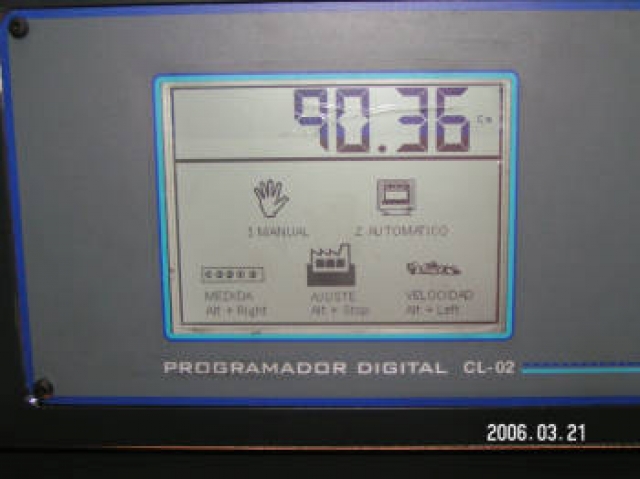 90.36 Cm
1 MANUAL 2 AUTOMATICO
MEDIDA AJUSTE VELOCIDAD
Alt + Right Alt + Stop Alt + Left
PROGRAMADOR DIGITAL CL-02
2006.03.21